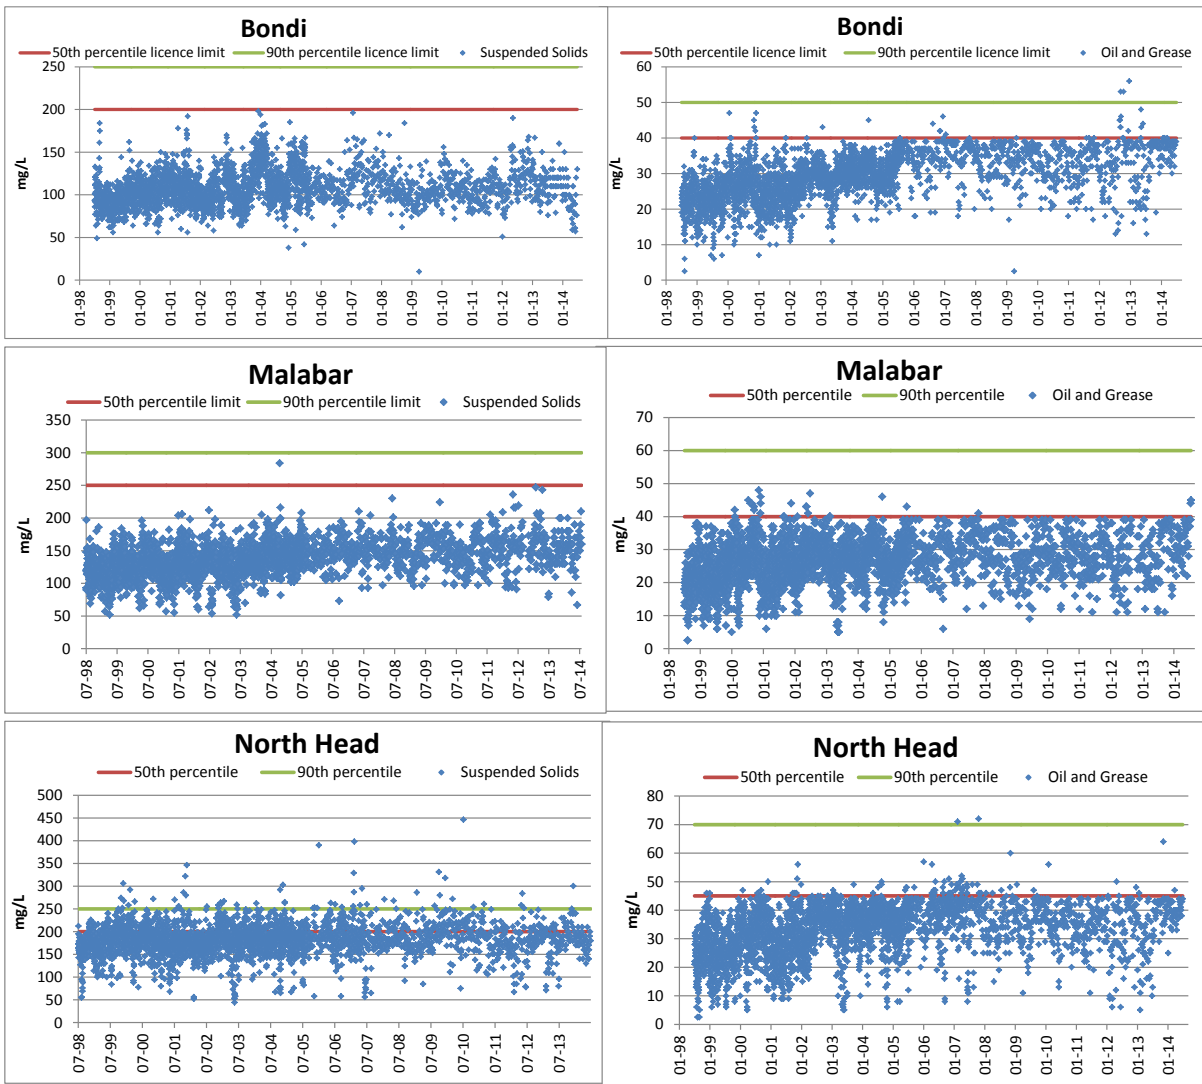 Bondi
50th percentile licence limit 90th percentile licence limit Suspended Solids
250
200
150
100
50
0
mg/L
01-98 01-99 01-00 01-01 01-02 01-03 01-04 01-05 01-06 01-07 01-08 01-09 01-10 01-11 01-12 01-13 01-14
Bondi
50th percentile licence limit 90th percentile licence limit Oil and Grease
60
50
40
30
20
10
0
mg/L
01-98 01-99 01-00 01-01 01-02 01-03 01-04 01-05 01-06 01-07 01-08 01-09 01-10 01-11 01-12 01-13 01-14
Malabar
50th percentile limit 90th percentile limit Suspended Solids
350
300
250
200
150
100
50
0
mg/L
07-98 07-99 07-00 07-01 07-02 07-03 07-04 07-05 07-06 07-07 07-08 07-09 07-10 07-11 07-12 07-13 07-14
Malabar
50th percentile 90th percentile Oil and Grease
70
60
50
40
30
20
10
0
mg/L
01-98 01-99 01-00 01-01 01-02 01-03 01-04 01-05 01-06 01-07 01-08 01-09 01-10 01-11 01-12 01-13 01-14
North Head
50th percentile 90th percentile Suspended Solids
500
450
400
350
300
250
200
150
100
50
0
mg/L
07-98 07-99 07-00 07-01 07-02 07-03 07-04 07-05 07-06 07-07 07-08 07-09 07-10 07-11 07-12 07-13
North Head
50th percentile 90th percentile Oil and Grease
80
70
60
50
40
30
20
10
0
mg/L
01-98 01-99 01-00 01-01 01-02 01-03 01-04 01-05 01-06 01-07 01-08 01-09 01-10 01-11 01-12 01-13 01-14